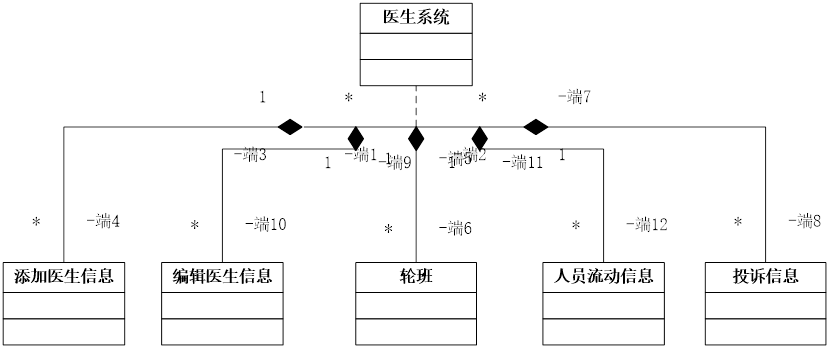 医生系统
1
*
*
-端7
-端3
1
-端1
1
-端9
-端5
1
-端2
-端11
1
*
-端4
*
-端10
*
-端6
*
-端12
*
-端8
添加医生信息
编辑医生信息
轮班
人员流动信息
投诉信息